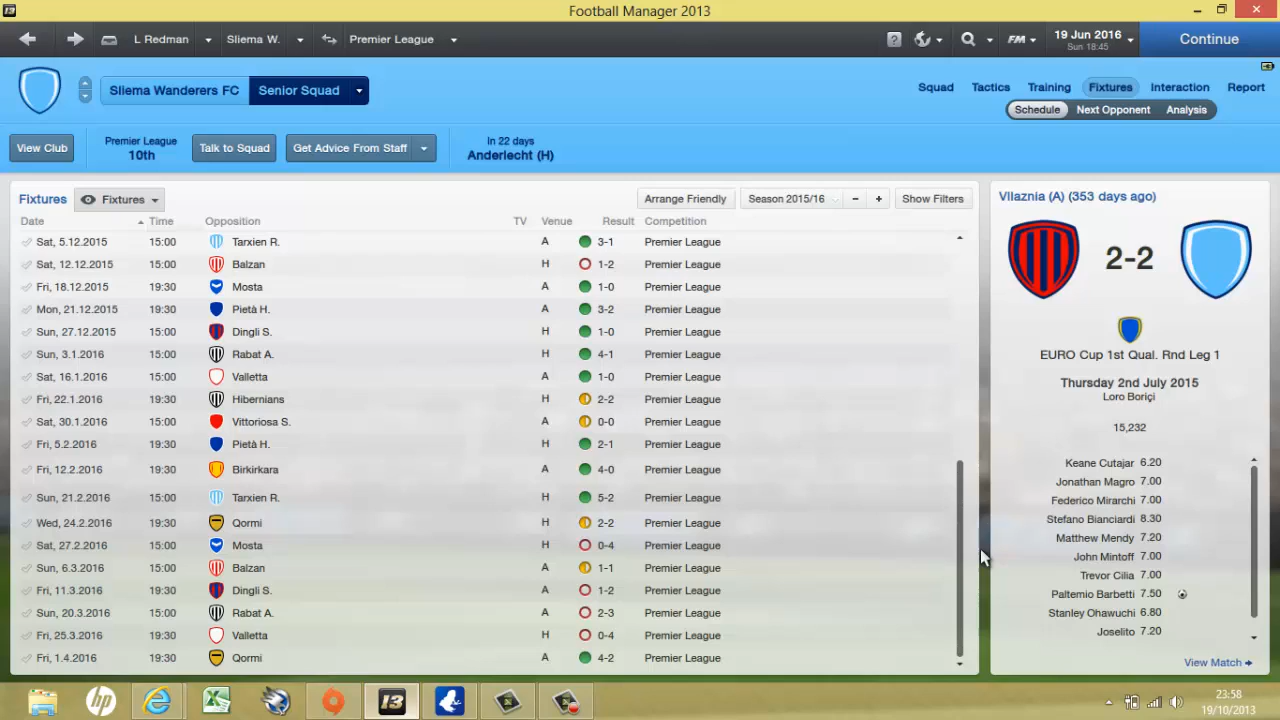 Football Manager 2013
L Redman
Sliema W.
Premier League
FM
19 Jun 2016
Sun 18:45
Continue
Sliema Wanderers FC
Senior Squad
Squad Tactics Training Fixtures Interaction Report
Schedule Next Opponent Analysis
View Club
Premier League
10th
Talk to Squad
Get Advice From Staff
In 22 days
Anderlecht (H)
Fixtures
Fixtures
Arrange Friendly
Season 2015/16
- +
Show Filters
Date Time Opposition TV Venue Result Competition
Sat, 5.12.2015 15:00 Tarxien R. A 3-1 Premier League
Sat, 12.12.2015 15:00 Balzan H 1-2 Premier League
Fri, 18.12.2015 19:30 Mosta A 1-0 Premier League
Mon, 21.12.2015 19:30 Pietà H. A 3-2 Premier League
Sun, 27.12.2015 15:00 Dingli S. H 1-0 Premier League
Sun, 3.1.2016 15:00 Rabat A. H 4-1 Premier League
Sat, 16.1.2016 15:00 Valletta A 1-0 Premier League
Fri, 22.1.2016 19:30 Hibernians H 2-2 Premier League
Sat, 30.1.2016 15:00 Vittoriosa S. A 0-0 Premier League
Fri, 5.2.2016 19:30 Pietà H. H 2-1 Premier League
Fri, 12.2.2016 19:30 Birkirkara A 4-0 Premier League
Sun, 21.2.2016 15:00 Tarxien R. H 5-2 Premier League
Wed, 24.2.2016 19:30 Qormi H 2-2 Premier League
Sat, 27.2.2016 15:00 Mosta H 0-4 Premier League
Sun, 6.3.2016 15:00 Balzan A 1-1 Premier League
Fri, 11.3.2016 19:30 Dingli S. A 1-2 Premier League
Sun, 20.3.2016 15:00 Rabat A. A 2-3 Premier League
Fri, 25.3.2016 19:30 Valletta H 0-4 Premier League
Fri, 1.4.2016 19:30 Qormi A 4-2 Premier League
Vllaznia (A) (353 days ago)
2-2
EURO Cup 1st Qual. Rnd Leg 1
Thursday 2nd July 2015
Loro Boriçi
15,232
Keane Cutajar 6.20
Jonathan Magro 7.00
Federico Mirarchi 7.00
Stefano Bianciardi 8.30
Matthew Mendy 7.20
John Mintoff 7.00
Trevor Cilia 7.00
Paltemio Barbetti 7.50
Stanley Ohawuchi 6.80
Joselito 7.20
View Match
hp
13
23:58
19/10/2013